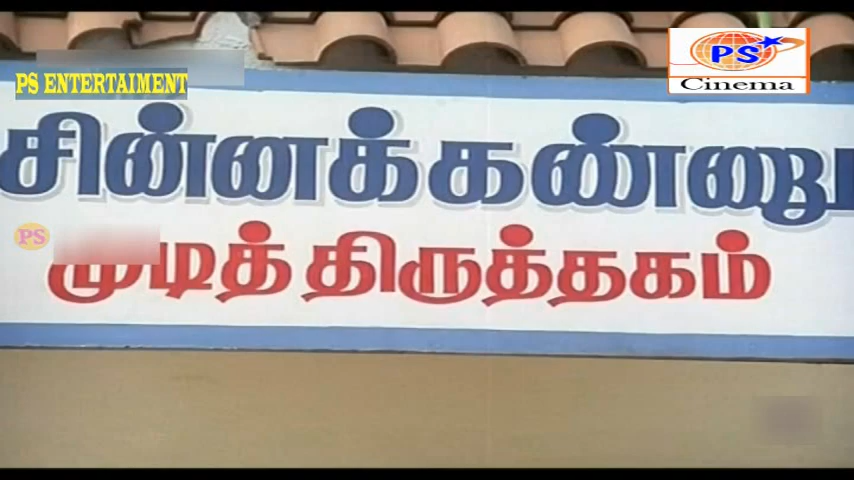 PS
Cinema
PS ENTERTAIMENT
சின்னக்கண்ணு
PS
முடித் திருத்தகம்